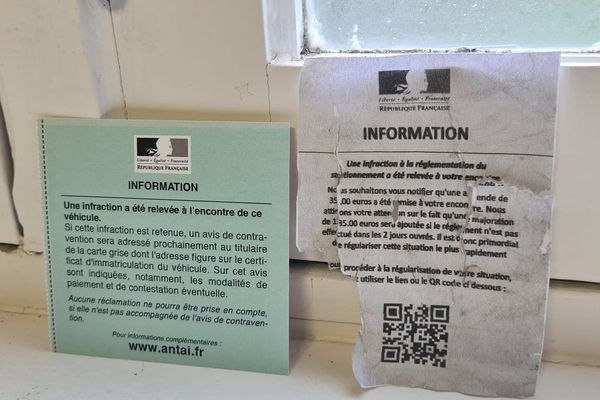 Liberté • Égalité • Fraternité
RÉPUBLIQUE FRANÇAISE
INFORMATION
Une infraction a été relevée à l'encontre de ce
véhicule.
Si cette infraction est retenue, un avis de contra-
vention sera adressé prochainement au titulaire
de la carte grise dont l'adresse figure sur le certi-
ficat d'immatriculation du véhicule. Sur cet avis
sont indiquées, notamment, les modalités de
paiement et de contestation éventuelle.
Aucune réclamation ne pourra être prise en compte,
si elle n'est pas accompagnée de l'avis de contraven-
tion.
Pour informations complémentaires :
www.antai.fr
Liberté • Égalité • Fraternité
RÉPUBLIQUE FRANÇAISE
INFORMATION
Une infraction à la réglementation du
stationnement a été relevée à votre
Nous souhaitons vous notifier qu'une
35,00 euros a été émise à votre encontre. Nous
attirons votre sur le fait qu'une majoration
de 135,00 euros sera ajoutée si le règlement n'est pas
effectué dans les 2 jours ouvrés. Il est donc primordial
de régulariser cette situation le plus rapidement
procéder à la régularisation de votre situation,
utiliser le lien ou le QR code ci dessous :